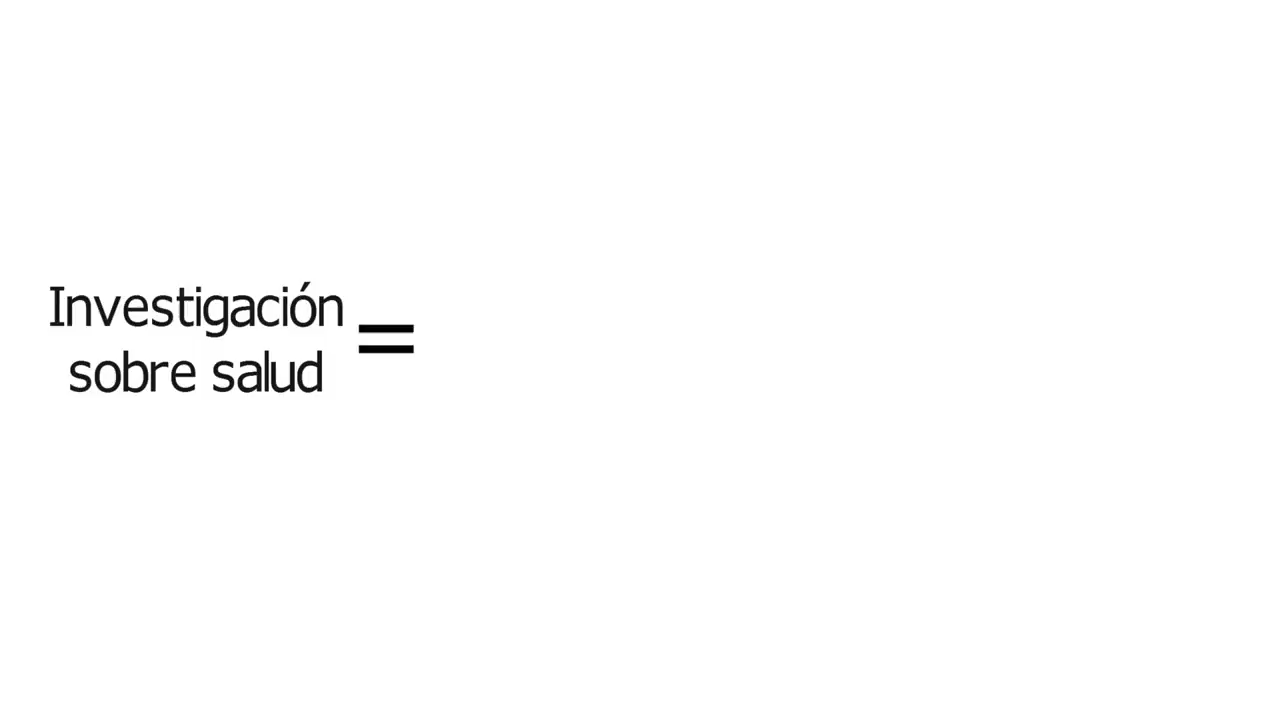 Investigación
sobre salud =